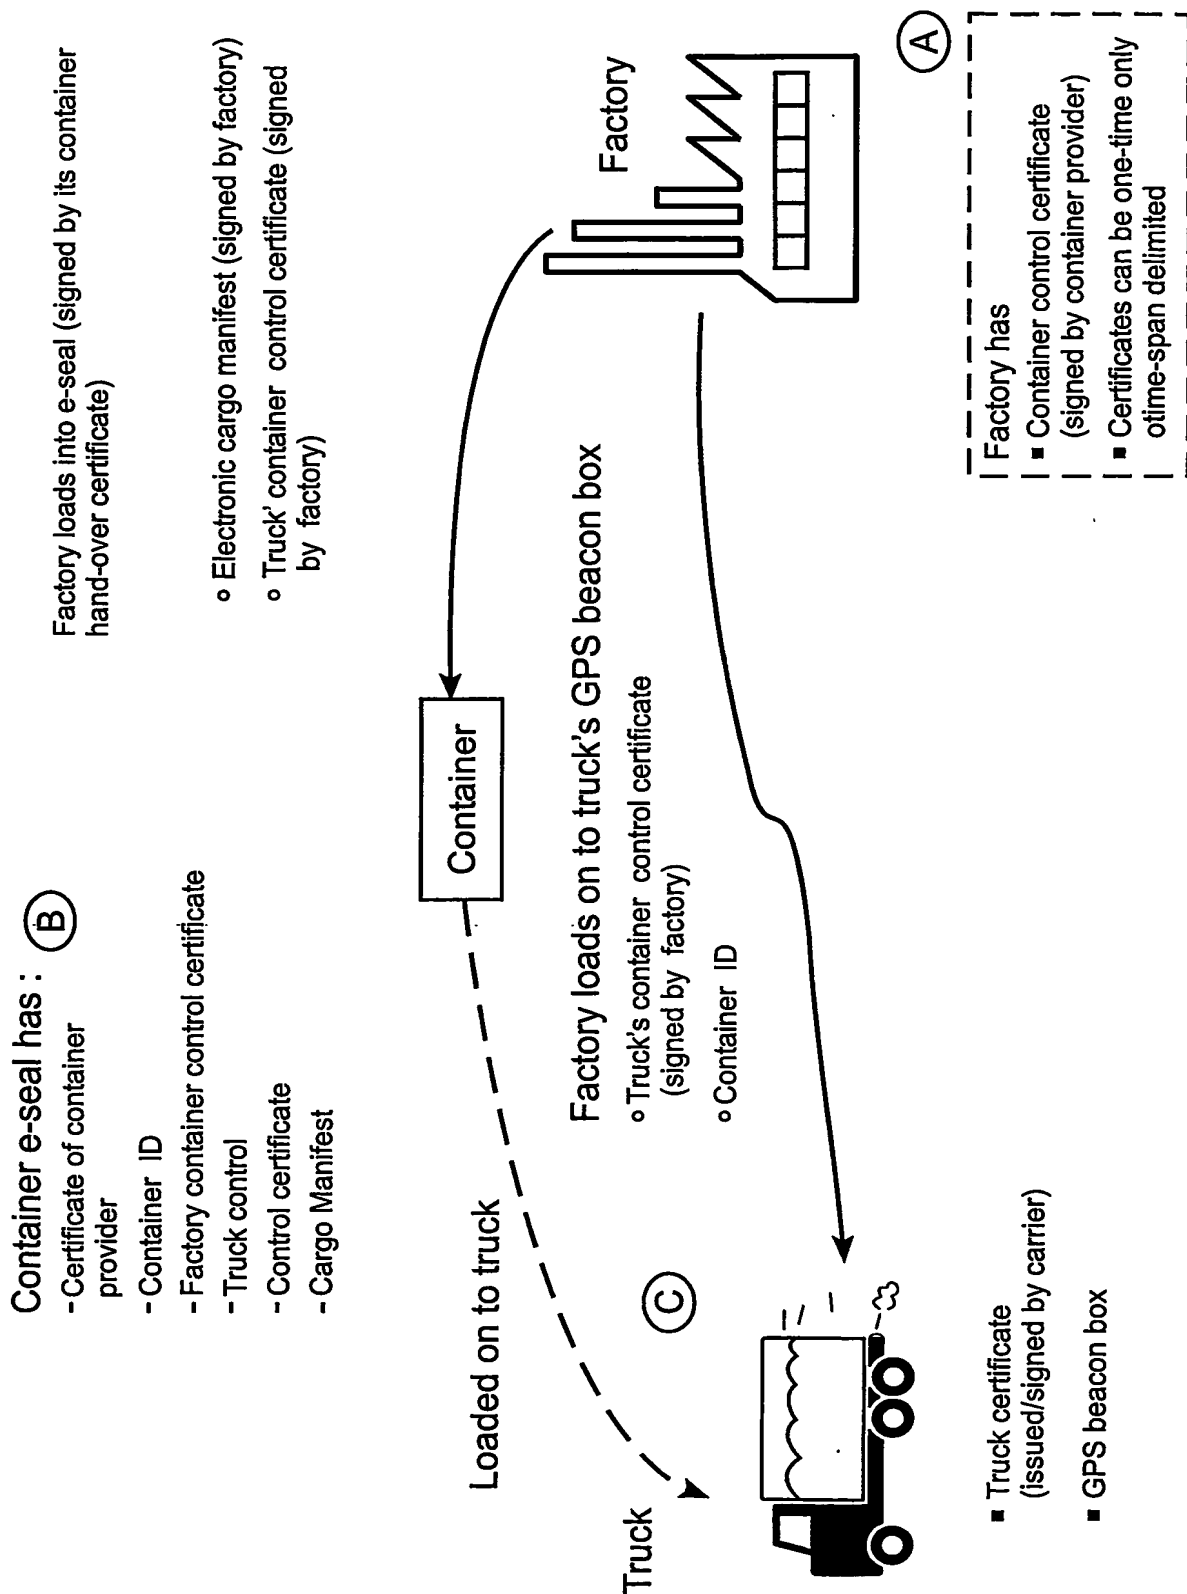 Container e-seal has :
B
- Certificate of container
provider
- Container ID
- Factory container control certificate
- Truck control
- Control certificate
- Cargo Manifest
Factory loads into e-seal (signed by its container
hand-over certificate)
o Electronic cargo manifest (signed by factory)
o Truck' container control certificate (signed
by factory)
Container
Loaded on to truck
Factory loads on to truck's GPS beacon box
o Truck's container control certificate
(signed by factory)
o Container ID
Factory
Truck
C
A
■ Truck certificate
(issued/signed by carrier)
■ GPS beacon box
Factory has
■ Container control certificate
(signed by container provider)
■ Certificates can be one-time only
otime-span delimited